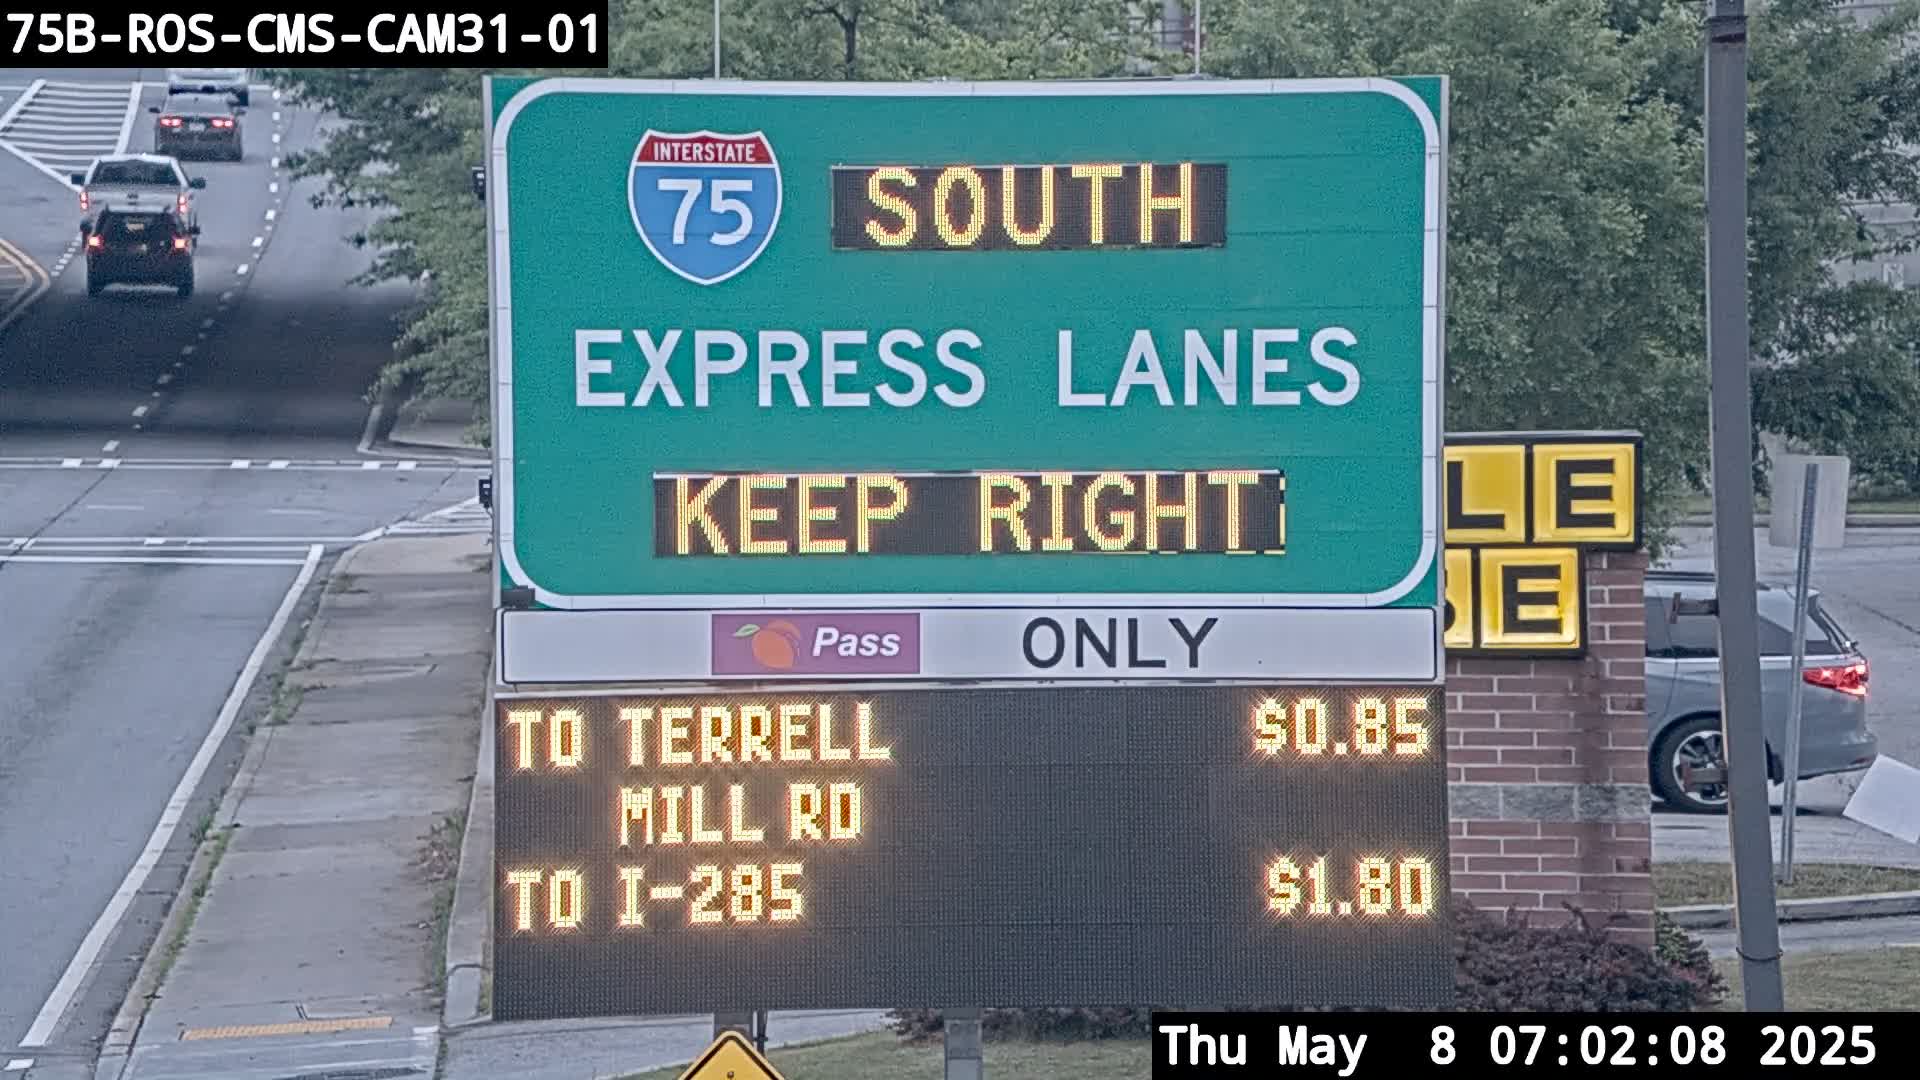 75B-ROS-CMS-CAM31-01
INTERSTATE
75
SOUTH
EXPRESS LANES
KEEP RIGHT
Pass ONLY
TO TERRELL $0.85
MILL RD
TO I-285 $1.80
LE
E
Thu May 8 07:02:08 2025